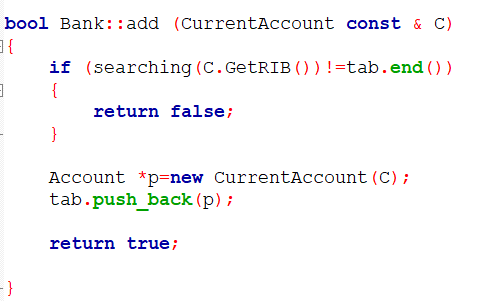 bool Bank::add (CurrentAccount const & C)
{
    if (searching(C.GetRIB())!=tab.end())
    {
        return false;
    }
    Account *p=new CurrentAccount(C);
    tab.push_back(p);
    return true;
}